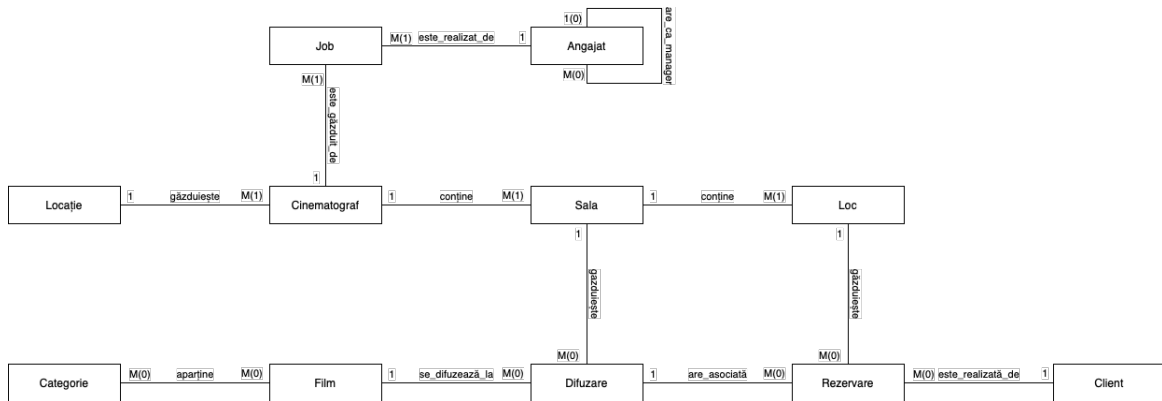 1(0)
Job M(1) este_realizat_de 1 Angajat are_ca_manager
M(0)
M(1)
este_găzduit_de
1
Locație 1 găzduiește M(1) Cinematograf 1 conține M(1) Sala 1 conține M(1) Loc
1 1
gazduiește găzduiește
M(0) M(0)
Categorie M(0) aparține M(0) Film 1 se_difuzează_la M(0) Difuzare 1 are_asociată M(0) Rezervare M(0) este_realizată_de 1 Client